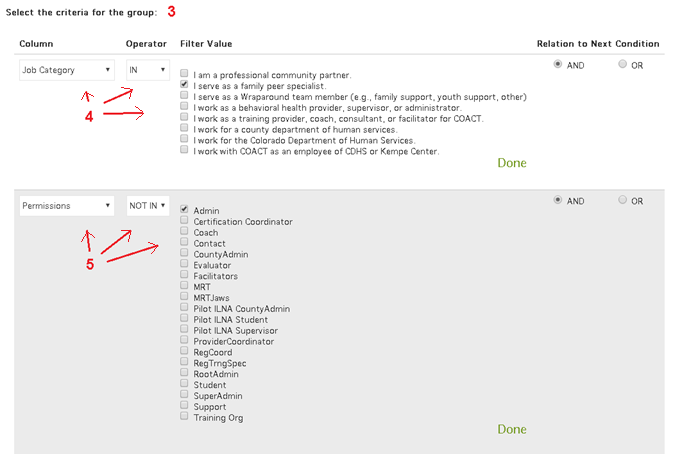 Select the criteria for the group: 3
Column Operator Filter Value Relation to Next Condition
Job Category IN AND OR
I am a professional community partner.
I serve as a family peer specialist.
I serve as a Wraparound team member (e.g., family support, youth support, other)
4 I work as a behavioral health provider, supervisor, or administrator.
I work as a training provider, coach, consultant, or facilitator for COACT.
I work for a county department of human services.
I work for the Colorado Department of Human Services.
I work with COACT as an employee of CDHS or Kempe Center.
Done
Permissions NOT IN AND OR
Admin
Certification Coordinator
Coach
Contact
CountyAdmin
5 Evaluator
Facilitators
MRT
MRTJaws
Pilot ILNA CountyAdmin
Pilot ILNA Student
Pilot ILNA Supervisor
ProviderCoordinator
RegCoord
RegTrngSpec
RootAdmin
Student
SuperAdmin
Support
Training Org
Done